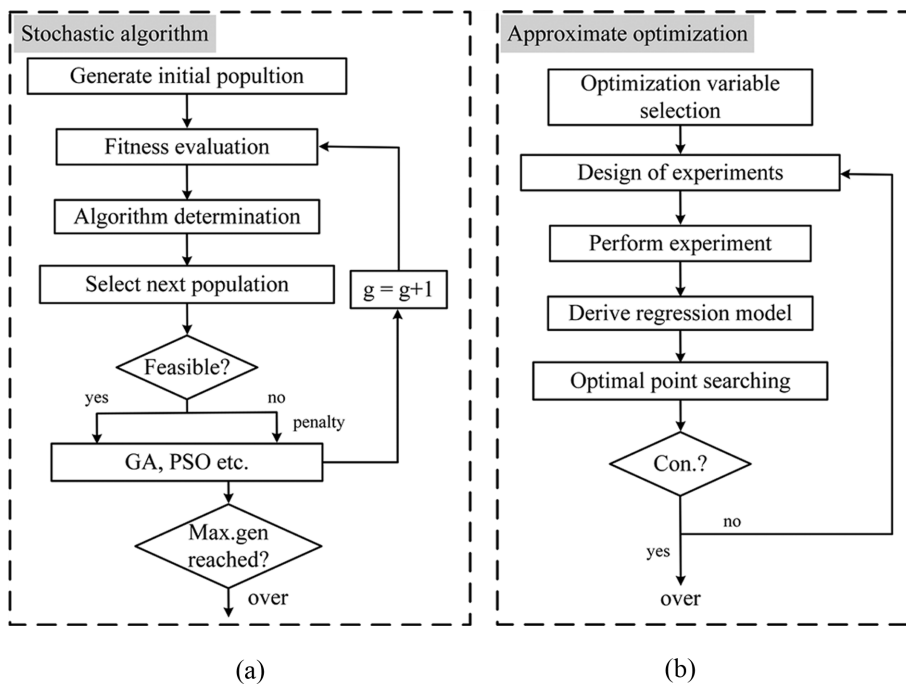 Stochastic algorithm
Generate initial popultion
Fitness evaluation
Algorithm determination
Select next population
g = g+1
Feasible?
yes
no
penalty
GA, PSO etc.
Max.gen
reached?
over
(a)
Approximate optimization
Optimization variable
selection
Design of experiments
Perform experiment
Derive regression model
Optimal point searching
Con.?
no
yes
over
(b)